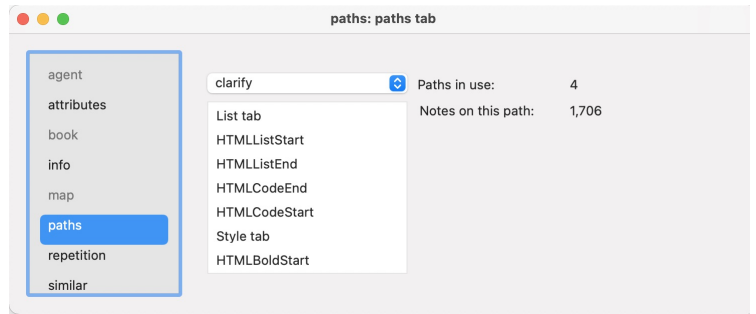 paths: paths tab
agent
attributes
book
info
map
paths
repetition
similar
clarify
List tab
HTMLListStart
HTMLListEnd
HTMLCodeEnd
HTMLCodeStart
Style tab
HTMLBoldStart
Paths in use: 4
Notes on this path: 1,706